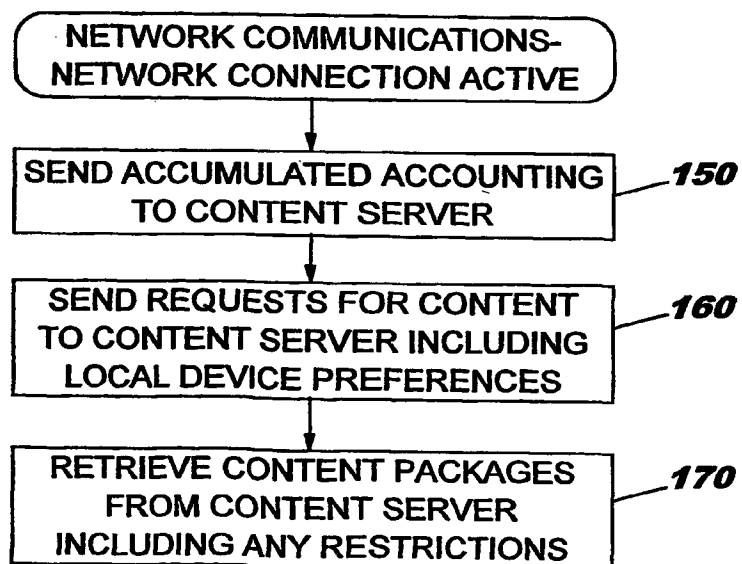 NETWORK COMMUNICATIONS-
NETWORK CONNECTION ACTIVE
SEND ACCUMULATED ACCOUNTING
TO CONTENT SERVER
150
SEND REQUESTS FOR CONTENT
TO CONTENT SERVER INCLUDING
LOCAL DEVICE PREFERENCES
160
RETRIEVE CONTENT PACKAGES
FROM CONTENT SERVER
INCLUDING ANY RESTRICTIONS
170